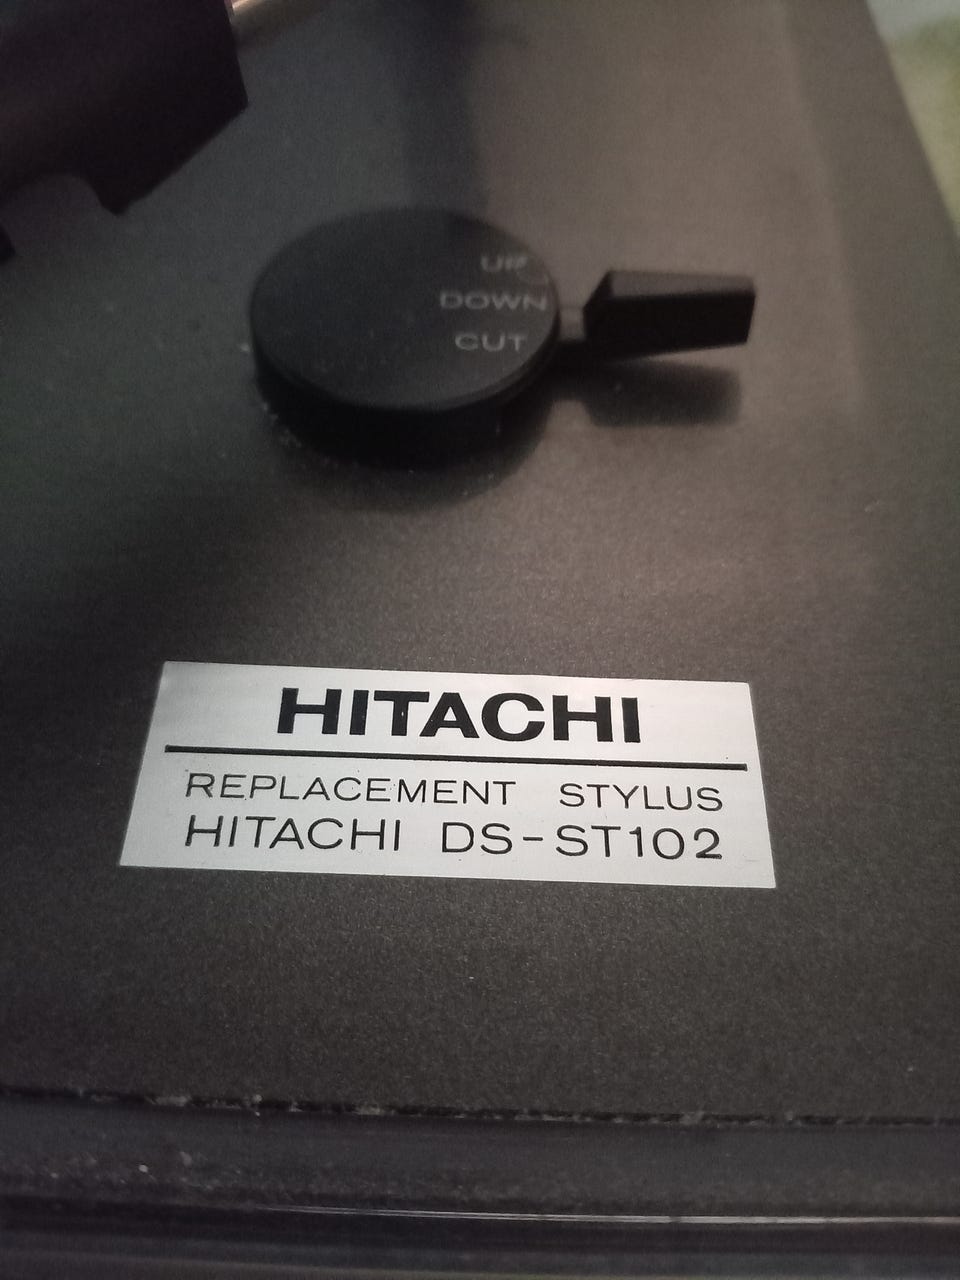 UP
DOWN
CUT
HITACHI
REPLACEMENT STYLUS
HITACHI DS-ST102